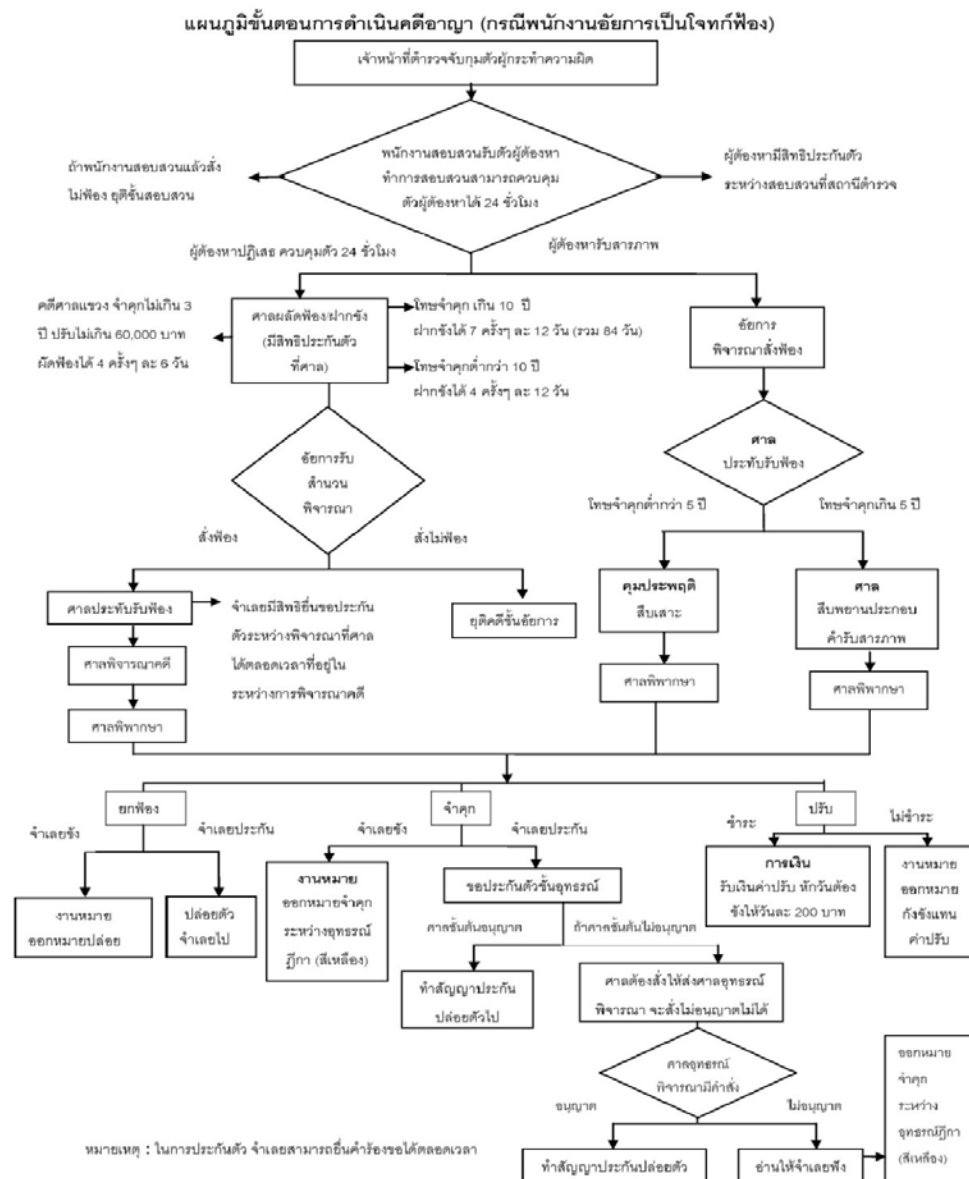 แผนภูมิขั้นตอนการดำเนินคดีอาญา (กรณีพนักงานอัยการเป็นโจทก์ฟ้อง)
เจ้าหน้าที่ตำรวจจับกุมตัวผู้กระทำความผิด
พนักงานสอบสวนรับตัวผู้ต้องหา
ทำการสอบสวนสามารถควบคุม
ตัวผู้ต้องหาได้ 24 ชั่วโมง
ถ้าพนักงานสอบสวนแล้วสั่ง
ไม่ฟ้อง ยุติชั้นสอบสวน
ผู้ต้องหามีสิทธิประกันตัว
ระหว่างสอบสวนที่สถานีตำรวจ
ผู้ต้องหาปฏิเสธ ควบคุมตัว 24 ชั่วโมง
ผู้ต้องหารับสารภาพ
คดีศาลแขวง จำคุกไม่เกิน 3
ปี ปรับไม่เกิน 60,000 บาท
ผัดฟ้องได้ 4 ครั้งๆ ละ 6 วัน
ศาลผลัดฟ้อง/ฝากขัง
(มีสิทธิประกันตัว
ที่ศาล)
โทษจำคุก เกิน 10 ปี
ฝากขังได้ 7 ครั้งๆ ละ 12 วัน (รวม 84 วัน)
โทษจำคุกต่ำกว่า 10 ปี
ฝากขังได้ 4 ครั้งๆ ละ 12 วัน
อัยการ
พิจารณาสั่งฟ้อง
อัยการรับ
สำนวน
พิจารณา
ศาล
ประทับรับฟ้อง
สั่งฟ้อง
สั่งไม่ฟ้อง
โทษจำคุกต่ำกว่า 5 ปี
โทษจำคุกเกิน 5 ปี
ศาลประทับรับฟ้อง
จำเลยมีสิทธิยื่นขอประกัน
ตัวระหว่างพิจารณาที่ศาล
ได้ตลอดเวลาที่อยู่ใน
ระหว่างการพิจารณาคดี
ยุติคดีชั้นอัยการ
คุมประพฤติ
สืบเสาะ
ศาล
สืบพยานประกอบ
คำรับสารภาพ
ศาลพิจารณาคดี
ศาลพิพากษา
ศาลพิพากษา
ศาลพิพากษา
ยกฟ้อง
จำคุก
ปรับ
จำเลยขัง
จำเลยประกัน
จำเลยขัง
จำเลยประกัน
ชำระ
ไม่ชำระ
งานหมาย
ออกหมายปล่อย
ปล่อยตัว
จำเลยไป
งานหมาย
ออกหมายจำคุก
ระหว่างอุทธรณ์
ฎีกา (สีเหลือง)
ขอประกันตัวชั้นอุทธรณ์
การเงิน
รับเงินค่าปรับ หักวันต้อง
ขังให้วันละ 200 บาท
งานหมาย
ออกหมาย
กังขังแทน
ค่าปรับ
ศาลชั้นต้นอนุญาต
ถ้าศาลชั้นต้นไม่อนุญาต
ทำสัญญาประกัน
ปล่อยตัวไป
ศาลต้องสั่งให้ส่งศาลอุทธรณ์
พิจารณา จะสั่งไม่อนุญาตไม่ได้
ศาลอุทธรณ์
พิจารณามีคำสั่ง
อนุญาต
ไม่อนุญาต
ทำสัญญาประกันปล่อยตัว
อ่านให้จำเลยฟัง
ออกหมาย
จำคุก
ระหว่าง
อุทธรณ์ฎีกา
(สีเหลือง)
หมายเหตุ : ในการประกันตัว จำเลยสามารถยื่นคำร้องขอได้ตลอดเวลา